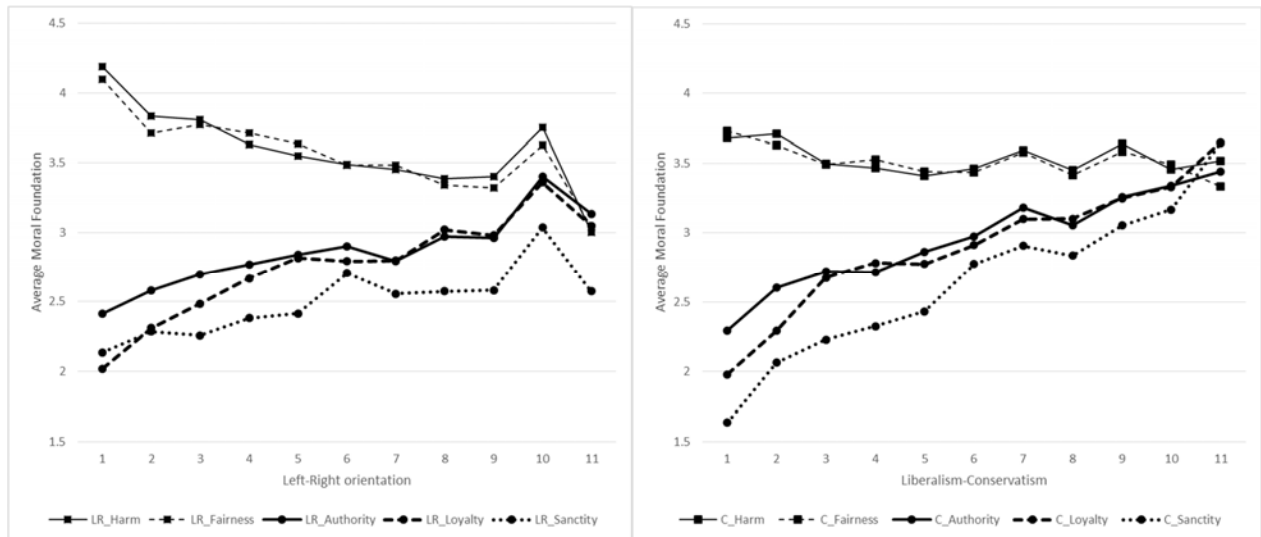 4.5
4
3.5
3
2.5
2
1.5
Average Moral Foundation
1 2 3 4 5 6 7 8 9 10 11
Left-Right orientation
LR_Harm LR_Fairness LR_Authority LR_Loyalty LR_Sanctity
4.5
4
3.5
3
2.5
2
1.5
Average Moral Foundation
1 2 3 4 5 6 7 8 9 10 11
Liberalism-Conservatism
C_Harm C_Fairness C_Authority C_Loyalty C_Sanctity